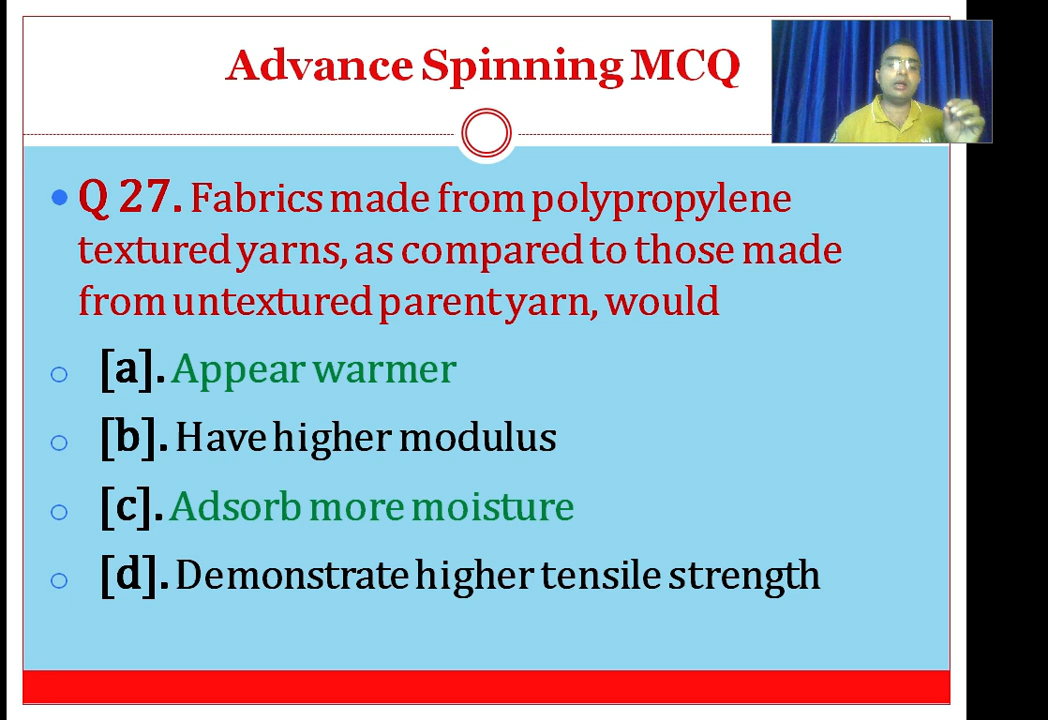 Advance Spinning MCQ
Q 27. Fabrics made from polypropylene
textured yarns, as compared to those made
from untextured parent yarn, would
[a]. Appear warmer
[b]. Have higher modulus
[c]. Adsorb more moisture
[d]. Demonstrate higher tensile strength